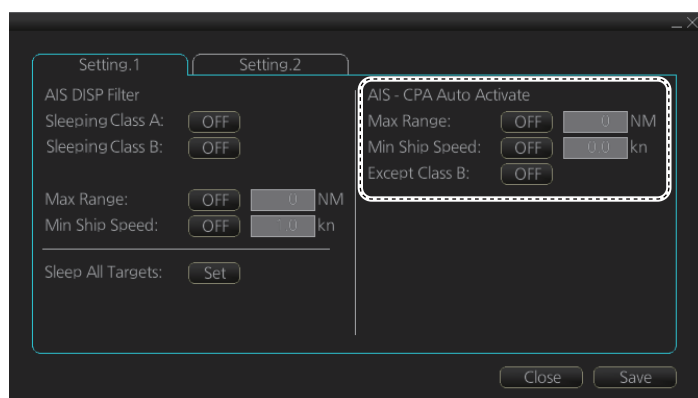 Setting.1
Setting.2
AIS DISP Filter
Sleeping Class A: OFF
Sleeping Class B: OFF
Max Range: OFF 0 NM
Min Ship Speed: OFF 1.0 kn
Sleep All Targets: Set
AIS - CPA Auto Activate
Max Range: OFF 0 NM
Min Ship Speed: OFF 0.0 kn
Except Class B: OFF
Close
Save